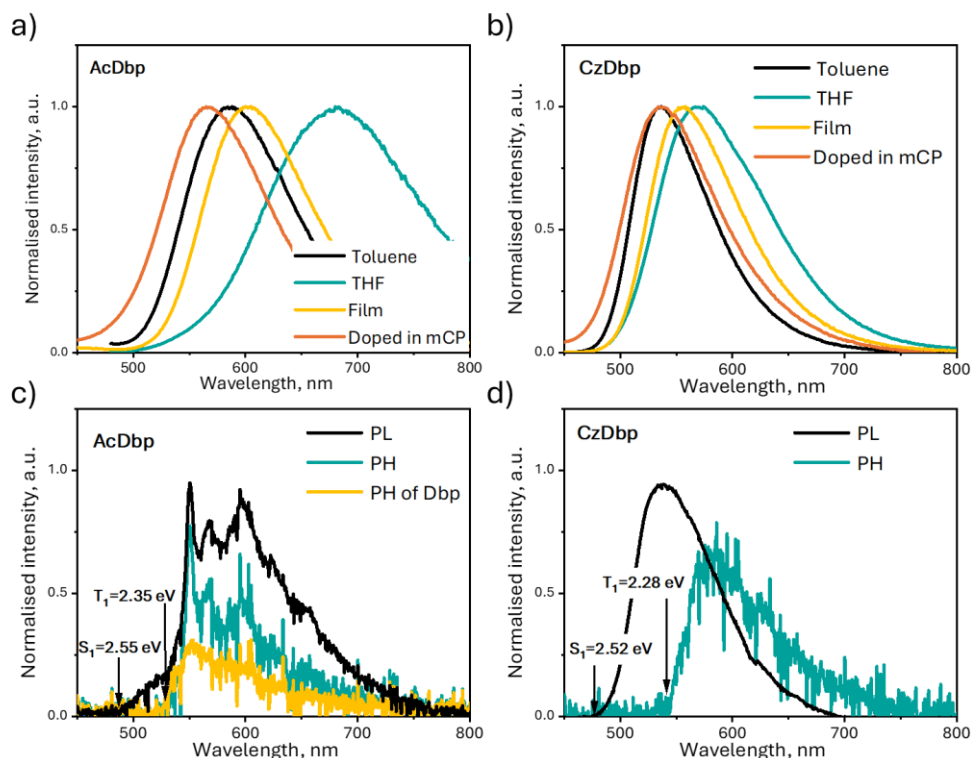 a)
AcDbp
Normalised intensity, a.u.
1.0
0.5
0.0
Toluene
THF
Film
Doped in mCP
500 600 700 800
Wavelength, nm
b)
CzDbp
Normalised intensity, a.u.
1.0
0.5
0.0
Toluene
THF
Film
Doped in mCP
500 600 700 800
Wavelength, nm
c)
AcDbp
Normalised intensity, a.u.
1.0
0.5
0.0
PL
PH
PH of Dbp
T₁=2.35 eV
S₁=2.55 eV
500 600 700 800
Wavelength, nm
d)
CzDbp
Normalised intensity, a.u.
1.0
0.5
0.0
PL
PH
T₁=2.28 eV
S₁=2.52 eV
500 600 700 800
Wavelength, nm